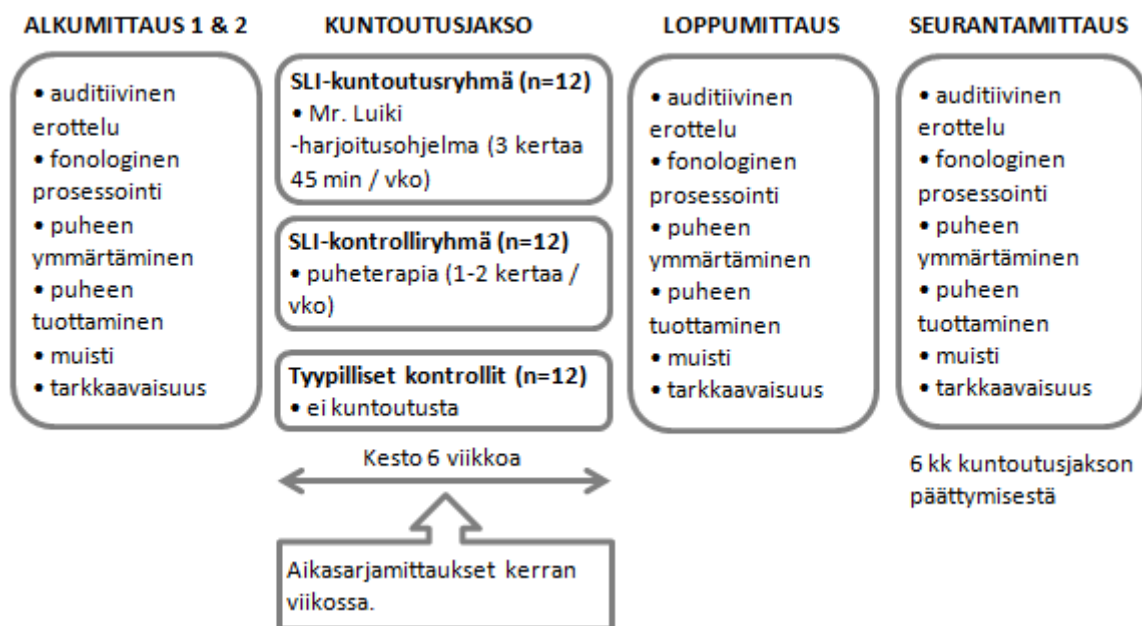 ALKUMITTAUS 1 & 2
• auditiivinen
erottelu
• fonologinen
prosessointi
• puheen
ymmärtäminen
• puheen
tuottaminen
• muisti
• tarkkaavaisuus
KUNTOUTUSJAKSO
SLI-kuntoutusryhmä (n=12)
• Mr. Luiki
-harjoitusohjelma (3 kertaa
45 min / vko)
SLI-kontrolliryhmä (n=12)
• puheterapia (1-2 kertaa /
vko)
Tyypilliset kontrollit (n=12)
• ei kuntoutusta
Kesto 6 viikkoa
Aikasarjamittaukset kerran
viikossa.
LOPPUMITTAUS
• auditiivinen
erottelu
• fonologinen
prosessointi
• puheen
ymmärtäminen
• puheen
tuottaminen
• muisti
• tarkkaavaisuus
SEURANTAMITTAUS
• auditiivinen
erottelu
• fonologinen
prosessointi
• puheen
ymmärtäminen
• puheen
tuottaminen
• muisti
• tarkkaavaisuus
6 kk kuntoutusjakson
päättymisestä